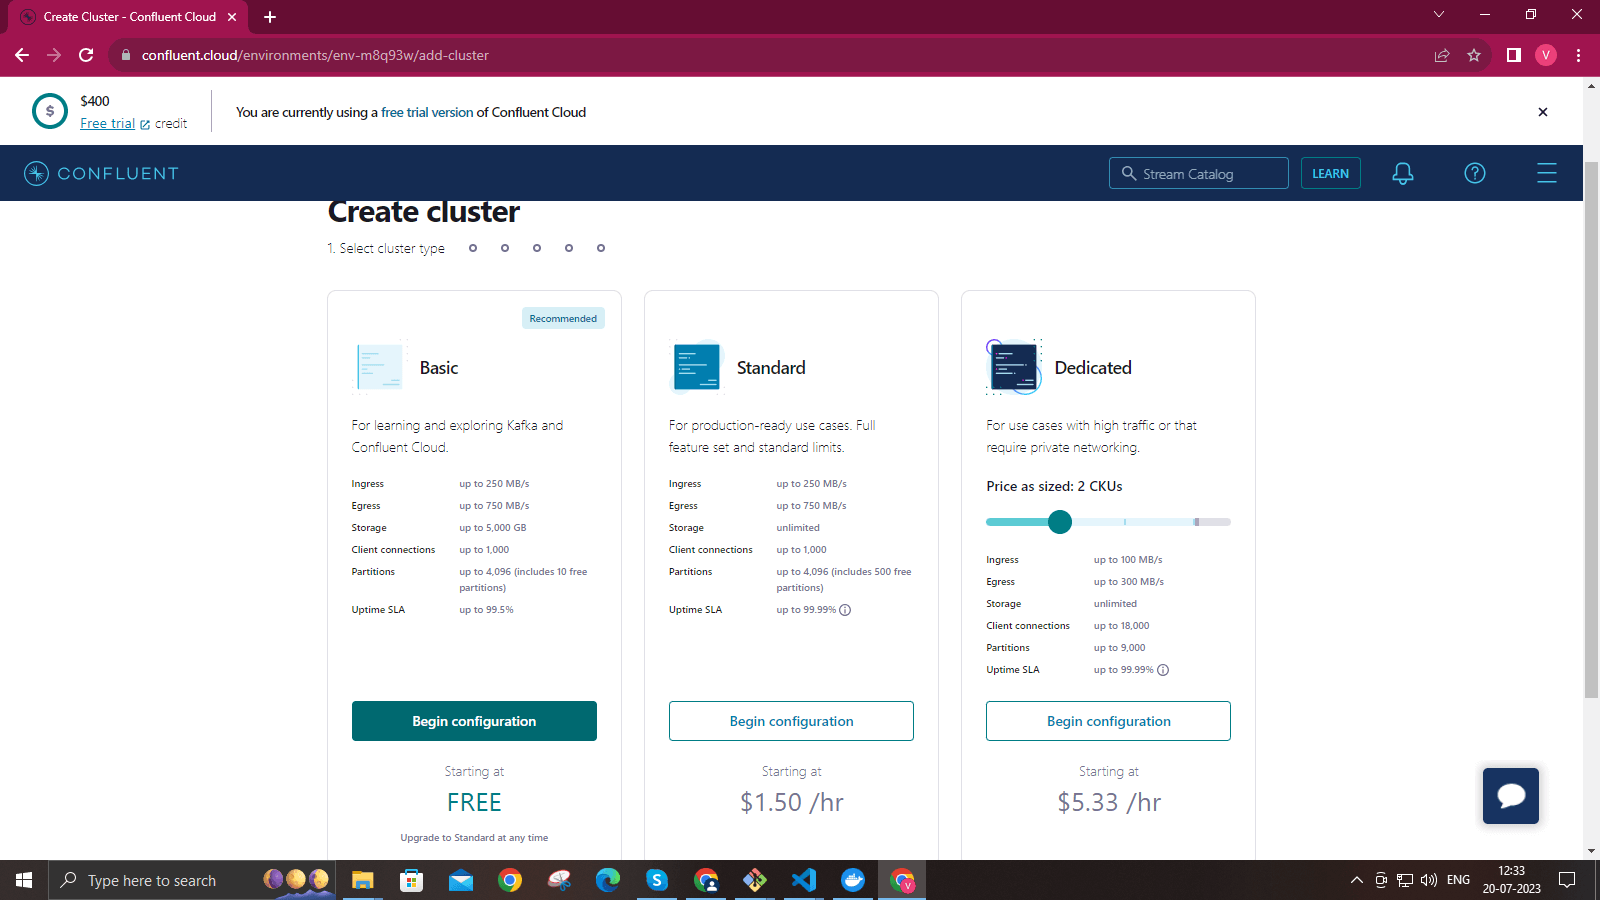 Create Cluster - Confluent Cloud
confluent.cloud/environments/env-m8q93w/add-cluster
V
$
$400
Free trial credit
You are currently using a free trial version of Confluent Cloud
CONFLUENT
Stream Catalog
LEARN
?
Create cluster
1. Select cluster type
Recommended
Basic
For learning and exploring Kafka and
Confluent Cloud.
Ingress up to 250 MB/s
Egress up to 750 MB/s
Storage up to 5,000 GB
Client connections up to 1,000
Partitions up to 4,096 (includes 10 free
partitions)
Uptime SLA up to 99.5%
Begin configuration
Starting at
FREE
Upgrade to Standard at any time
Standard
For production-ready use cases. Full
feature set and standard limits.
Ingress up to 250 MB/s
Egress up to 750 MB/s
Storage unlimited
Client connections up to 1,000
Partitions up to 4,096 (includes 500 free
partitions)
Uptime SLA up to 99.99%
Begin configuration
Starting at
$1.50 /hr
Dedicated
For use cases with high traffic or that
require private networking.
Price as sized: 2 CKUs
Ingress up to 100 MB/s
Egress up to 300 MB/s
Storage unlimited
Client connections up to 18,000
Partitions up to 9,000
Uptime SLA up to 99.99%
Begin configuration
Starting at
$5.33 /hr
Type here to search
S
V
ENG
12:33
20-07-2023